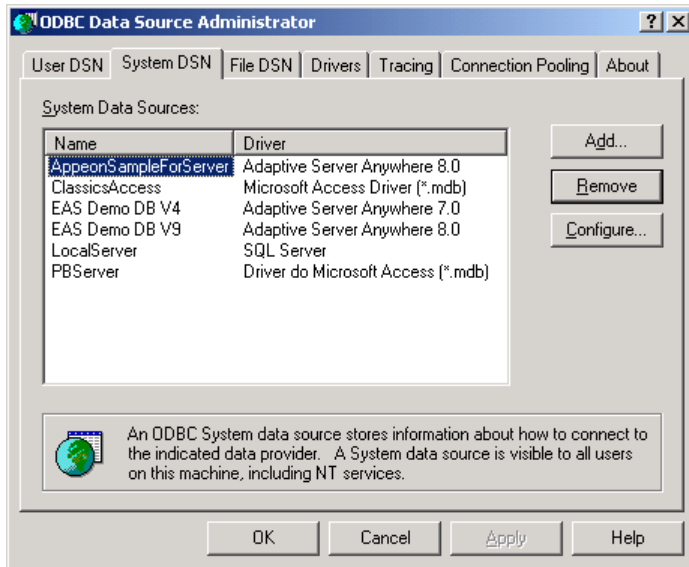 ODBC Data Source Administrator
User DSN System DSN File DSN Drivers Tracing Connection Pooling About
System Data Sources:
Name Driver
AppeonSampleForServer Adaptive Server Anywhere 8.0
ClassicsAccess Microsoft Access Driver (*.mdb)
EAS Demo DB V4 Adaptive Server Anywhere 7.0
EAS Demo DB V9 Adaptive Server Anywhere 8.0
LocalServer SQL Server
PBServer Driver do Microsoft Access (*.mdb)
Add...
Remove
Configure...
An ODBC System data source stores information about how to connect to
the indicated data provider. A System data source is visible to all users
on this machine, including NT services.
OK Cancel Apply Help